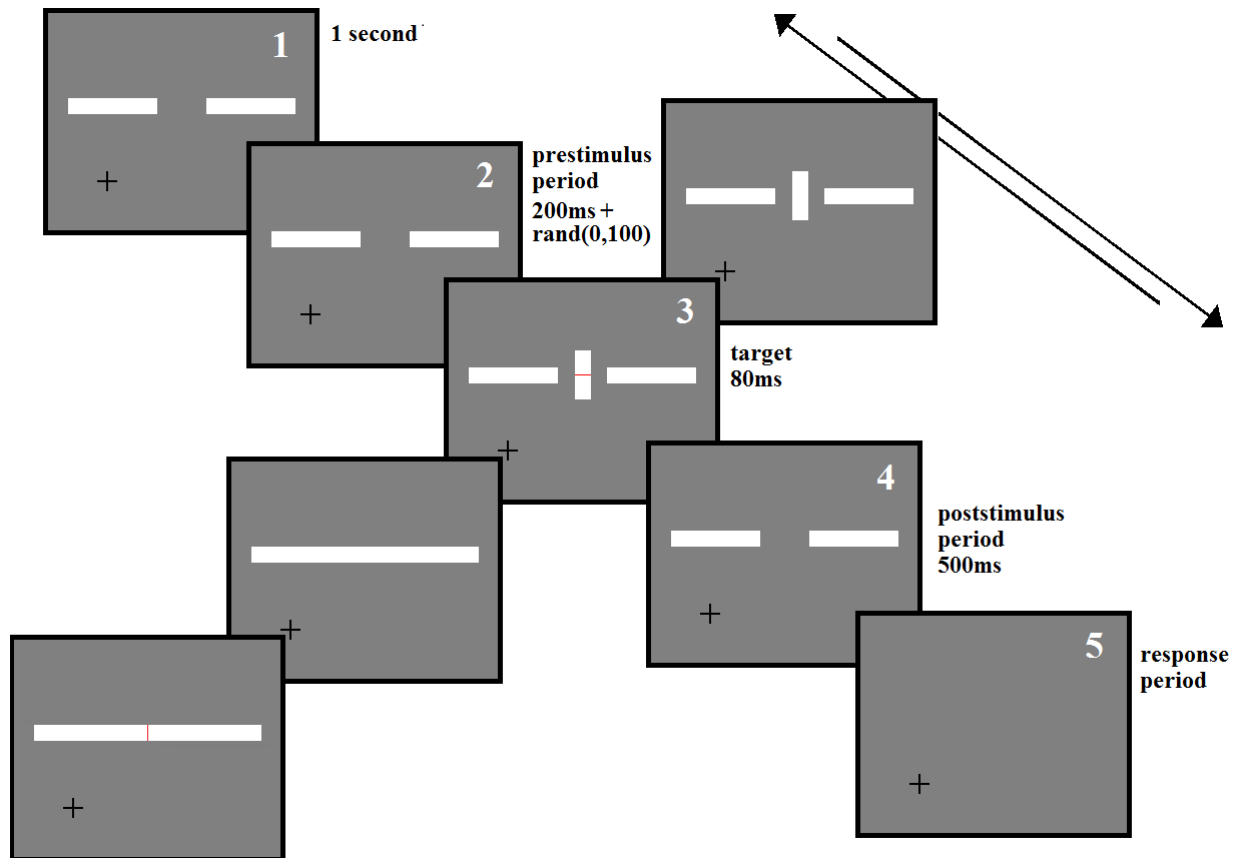 1
1 second
2
prestimulus
period
200ms +
rand(0,100)
3
target
80ms
4
poststimulus
period
500ms
5
response
period